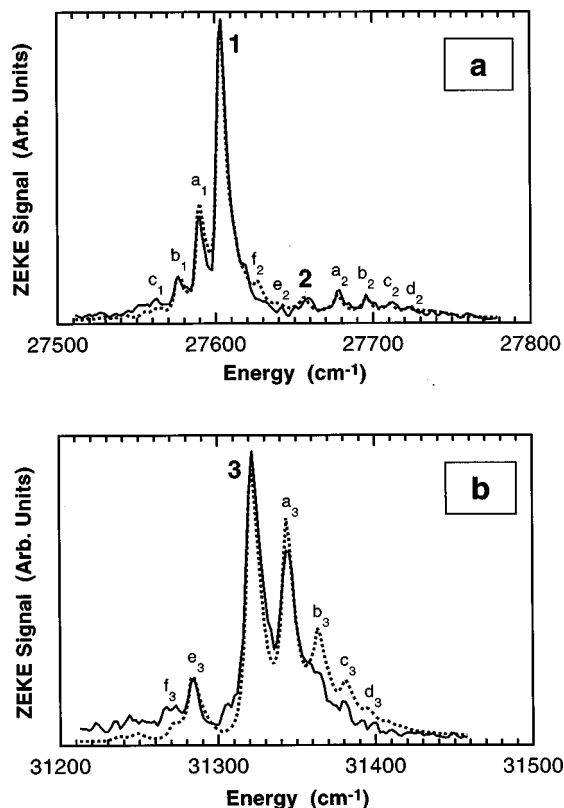 a
1
a1
b1
c1
f2
e2
2
a2
b2
c2
d2
ZEKE Signal (Arb. Units)
27500 27600 27700 27800
Energy (cm-1)
b
3
a3
b3
c3
d3
e3
f3
ZEKE Signal (Arb. Units)
31200 31300 31400 31500
Energy (cm-1)